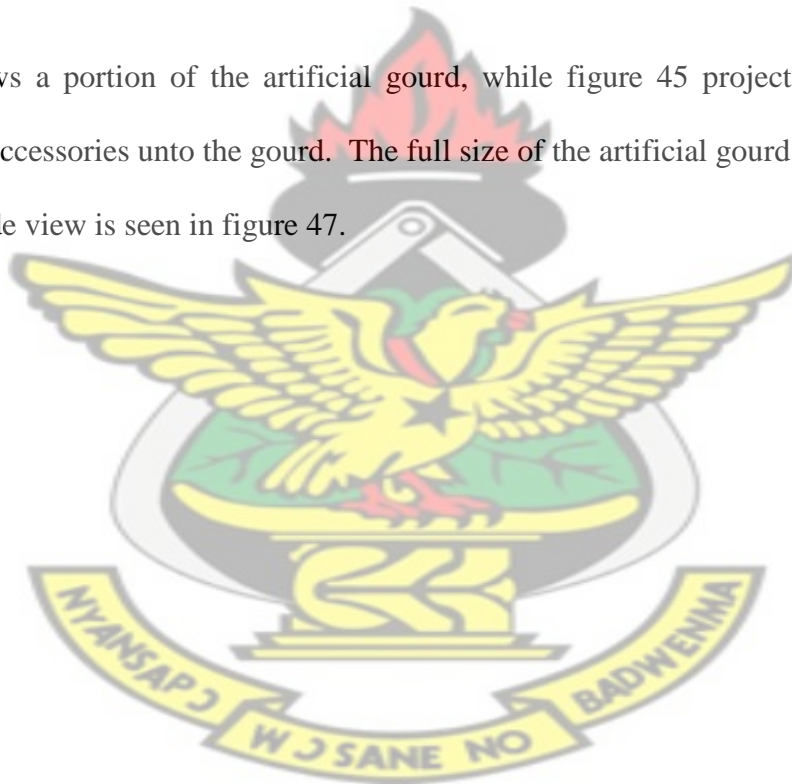 ws a portion of the artificial gourd, while figure 45 project
ccessories unto the gourd. The full size of the artificial gourd
le view is seen in figure 47.
NYANSAPƆ
WƆSANE NO
BADWENMA